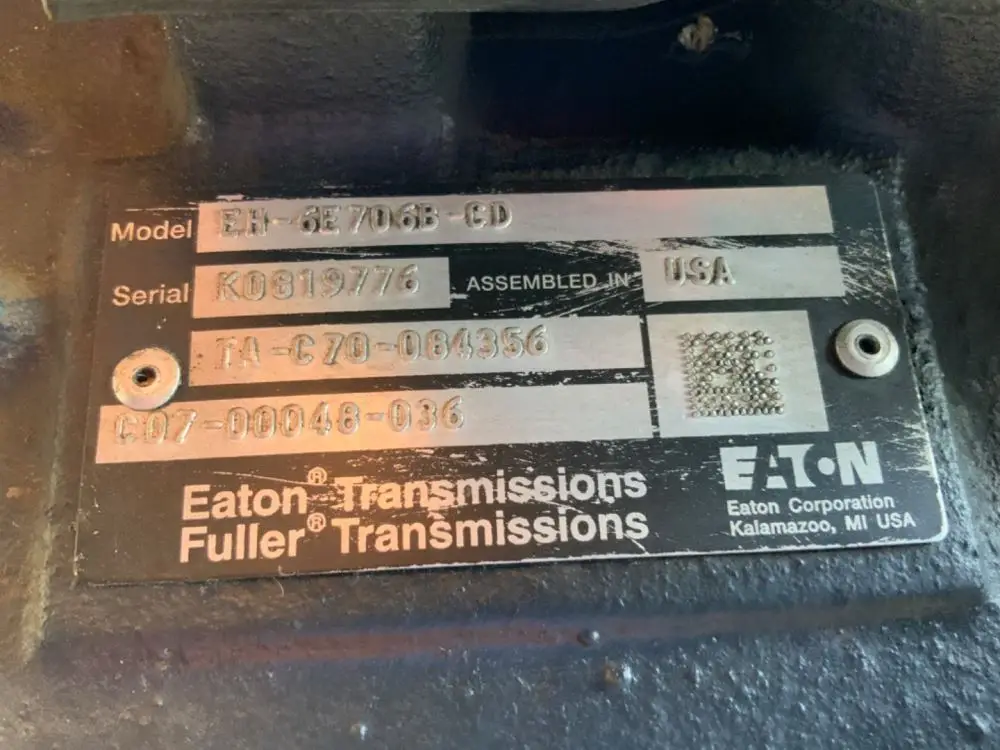 Model EH-6E706B-CD
Serial K0819776 ASSEMBLED IN USA
TA-C70-084356
C07-00048-036
Eaton® Transmissions
Fuller® Transmissions
EATON
Eaton Corporation
Kalamazoo, MI USA